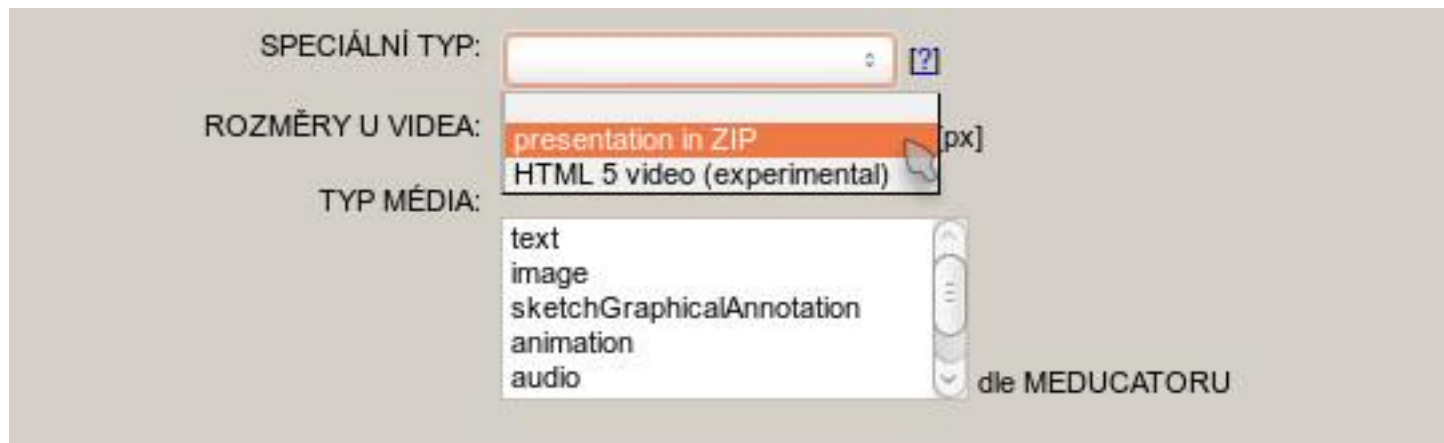 SPECIÁLNÍ TYP: [?]
ROZMĚRY U VIDEA: presentation in ZIP [px]
HTML 5 video (experimental)
TYP MÉDIA:
text
image
sketchGraphicalAnnotation
animation
audio dle MEDUCATORU